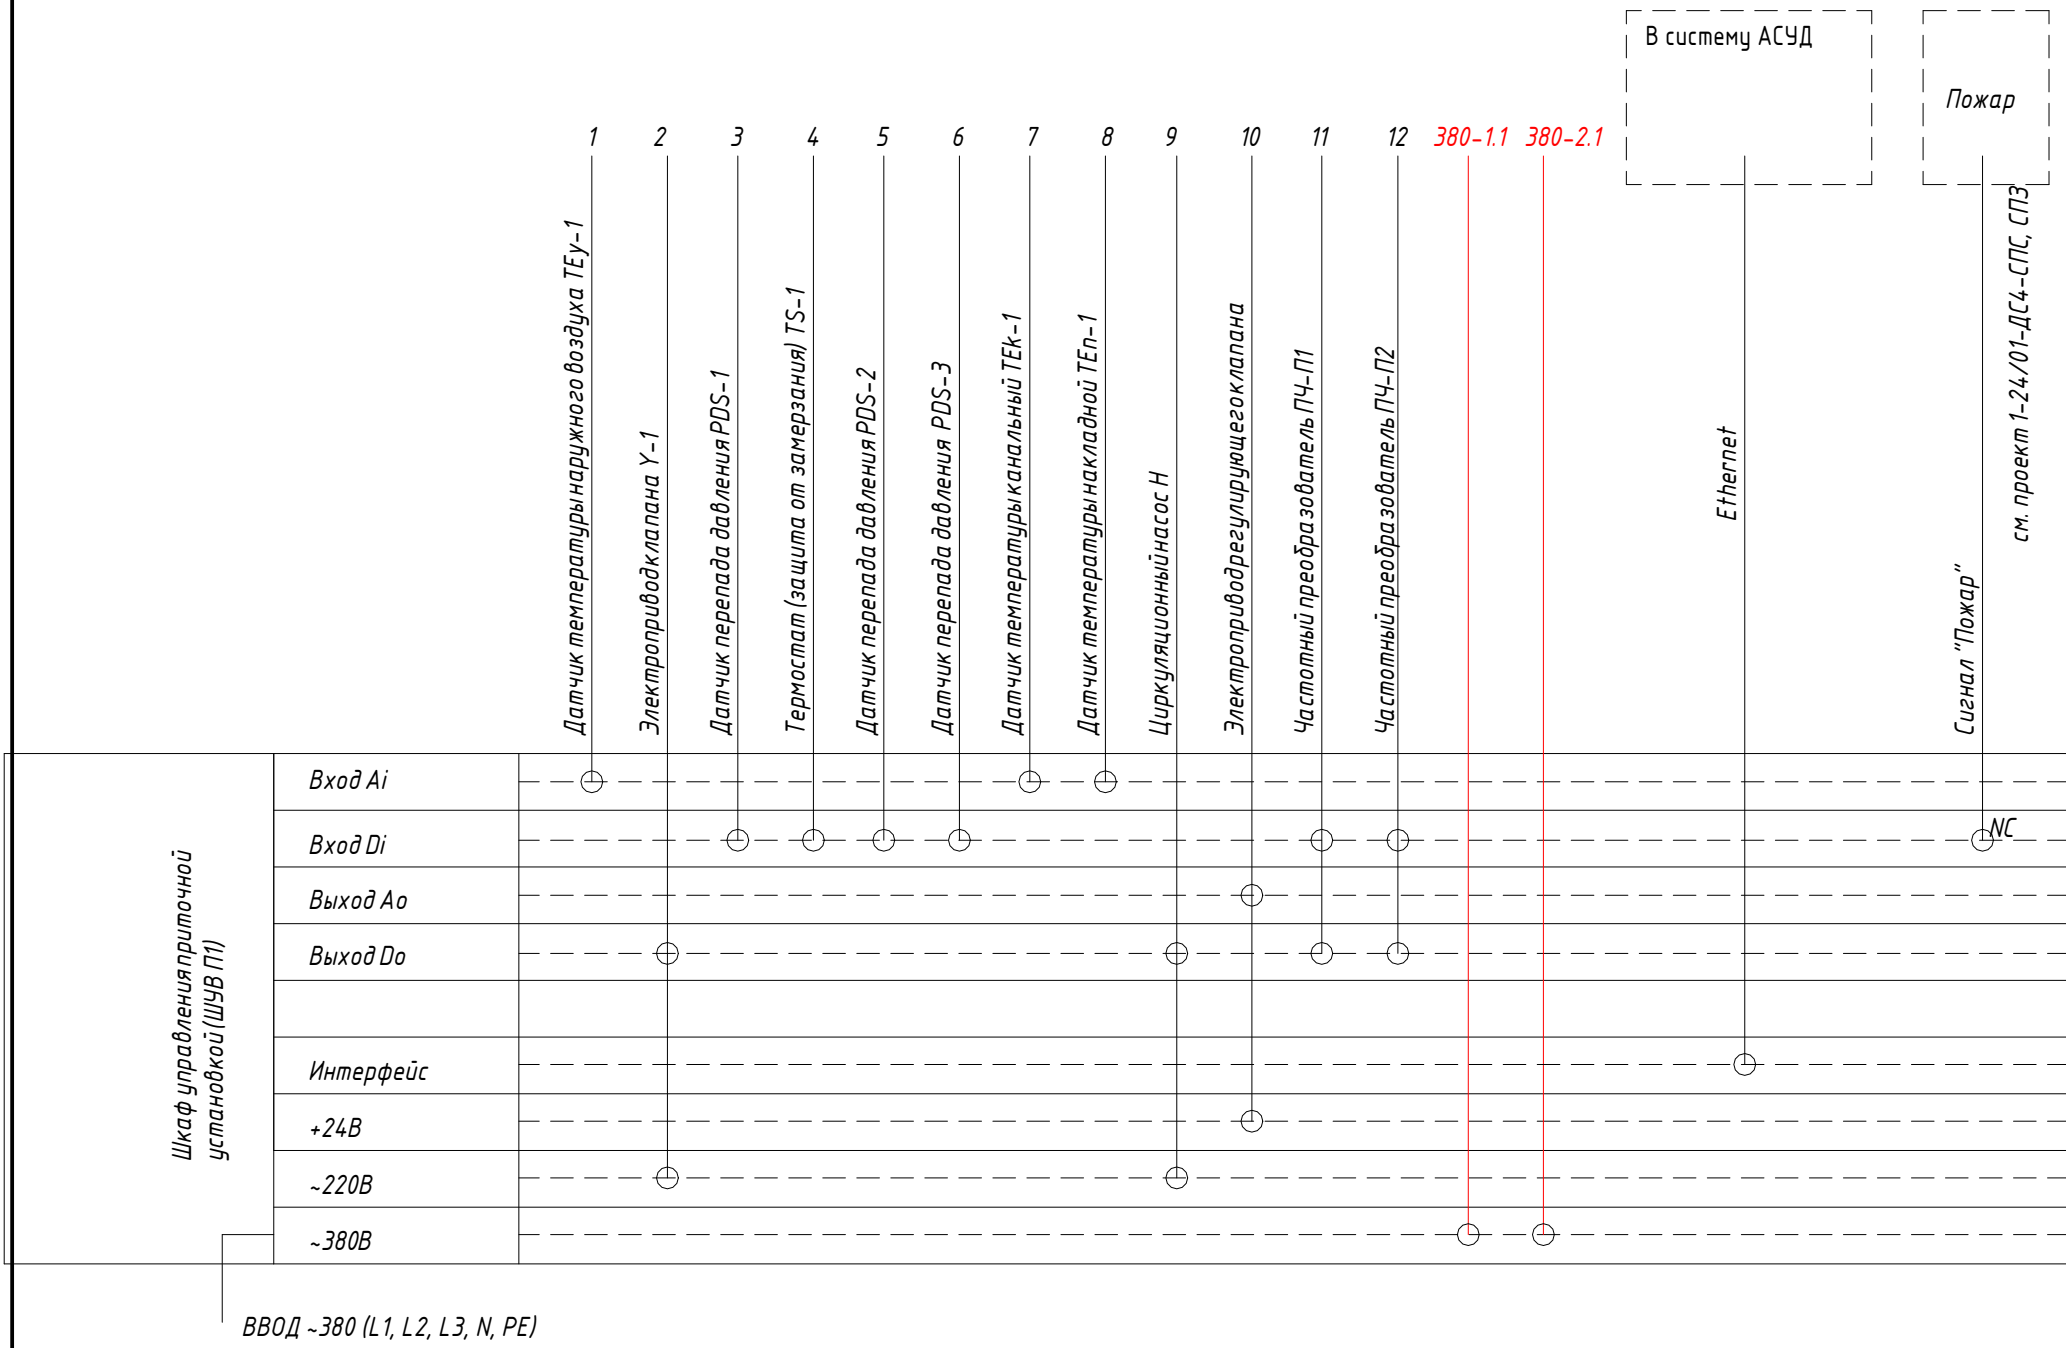 В систему АСУД
Пожар
1 2 3 4 5 6 7 8 9 10 11 12 380-1.1 380-2.1
Датчик температуры наружного воздуха TEy-1
Электропривод клапана Y-1
Датчик перепада давления PDS-1
Термостат (защита от замерзания) TS-1
Датчик перепада давления PDS-2
Датчик перепада давления PDS-3
Датчик температуры канальный TEk-1
Датчик температуры накладной TEn-1
Циркуляционный насос Н
Электропривод регулирующего клапана
Частотный преобразователь ПЧ-П1
Частотный преобразователь ПЧ-П2
Ethernet
Сигнал "Пожар"
см. проект 1-24/01-ДС4-СПС, СПЗ
Шкаф управления приточной
установкой (ШУВ П1)
Вход Ai
Вход Di
NC
Выход Ao
Выход Do
Интерфейс
+24В
~220В
~380В
ВВОД ~380 (L1, L2, L3, N, PE)